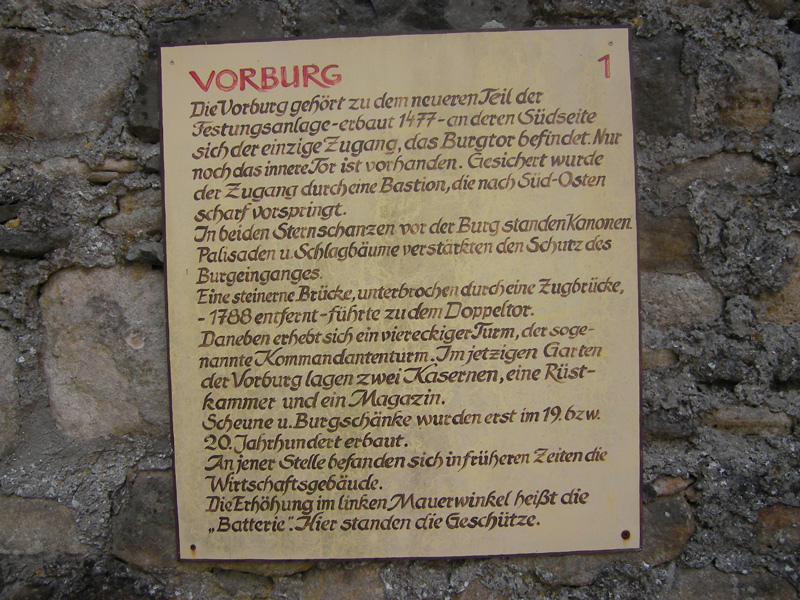 VORBURG 1
Die Vorburg gehört zu dem neueren Teil der
Festungsanlage - erbaut 1477 - an deren Südseite
sich der einzige Zugang, das Burgtor befindet. Nur
noch das innere Tor ist vorhanden. Gesichert wurde
der Zugang durch eine Bastion, die nach Süd-Osten
scharf vorspringt.
In beiden Sternschanzen vor der Burg standen Kanonen.
Palisaden u. Schlagbäume verstärkten den Schutz des
Burgeinganges.
Eine steinerne Brücke, unterbrochen durch eine Zugbrücke,
- 1788 entfernt - führte zu dem Doppeltor.
Daneben erhebt sich ein viereckiger Turm, der soge-
nannte Kommandantenturm. Im jetzigen Garten
der Vorburg lagen zwei Kasernen, eine Rüst-
kammer und ein Magazin.
Scheune u. Burgschänke wurden erst im 19. bzw.
20. Jahrhundert erbaut.
An jener Stelle befanden sich in früheren Zeiten die
Wirtschaftsgebäude.
Die Erhöhung im linken Mauerwinkel heißt die
„Batterie". Hier standen die Geschütze.